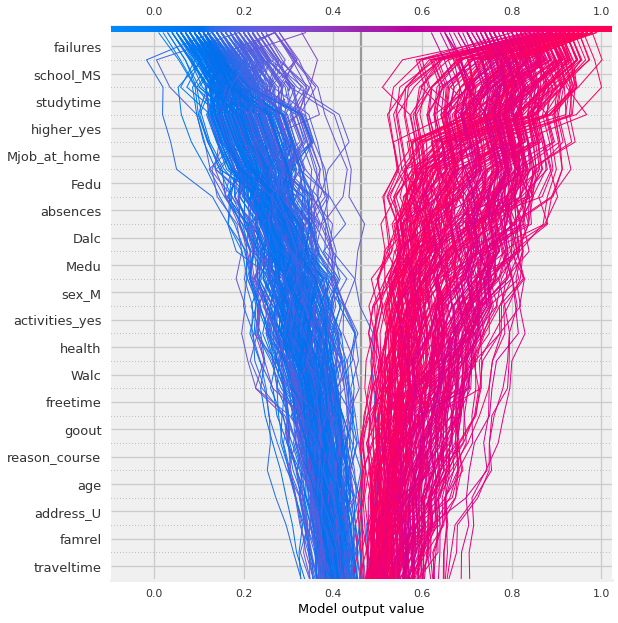 0.0 0.2 0.4 0.6 0.8 1.0
failures
school_MS
studytime
higher_yes
Mjob_at_home
Fedu
absences
Dalc
Medu
sex_M
activities_yes
health
Walc
freetime
goout
reason_course
age
address_U
famrel
traveltime
0.0 0.2 0.4 0.6 0.8 1.0
Model output value